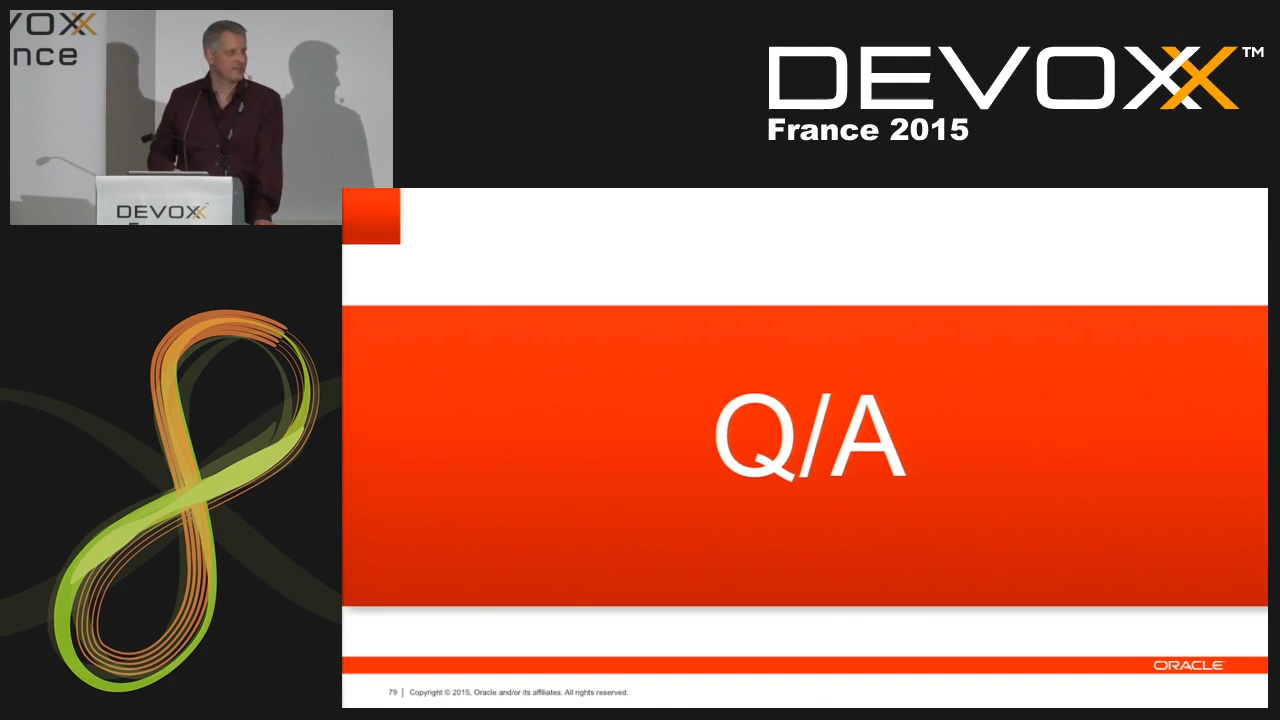 VOXX
nce
DEVOXX
DEVOXX™
France 2015
Q/A
ORACLE
79 | Copyright © 2015, Oracle and/or its affiliates. All rights reserved.